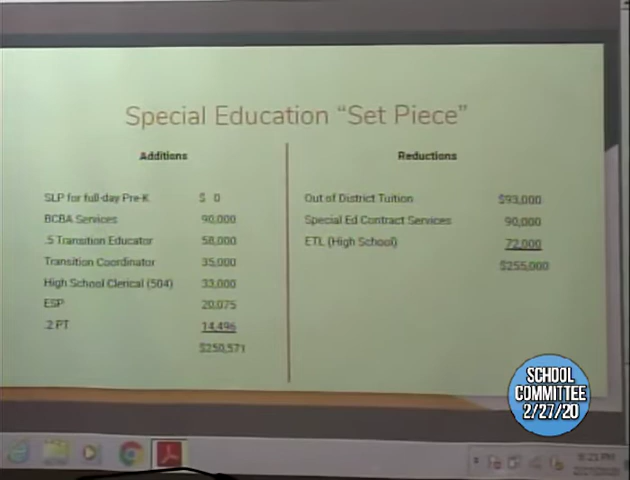 Special Education “Set Piece”
Additions
SLP for full-day Pre-K $ 0
BCBA Services 90,000
.5 Transition Educator 58,000
Transition Coordinator 35,000
High School Clerical (504) 33,000
ESP 20,075
.2 PT 14,496
$250,571
Reductions
Out of District Tuition $93,000
Special Ed Contract Services 90,000
ETL (High School) 72,000
$255,000
SCHOOL
COMMITTEE
2/27/20
PM